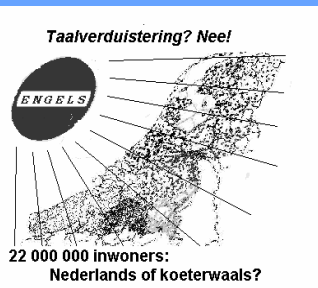 Taalverduistering? Nee!
ENGELS
22 000 000 inwoners:
Nederlands of koeterwaals?